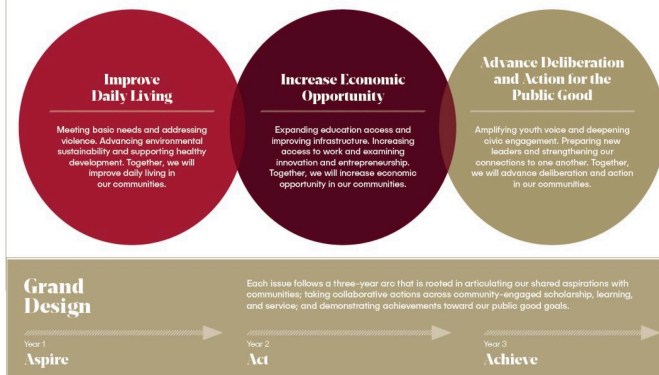 Improve
Daily Living
Meeting basic needs and addressing
violence. Advancing environmental
sustainability and supporting healthy
development. Together, we will
improve daily living in
our communities.
Increase Economic
Opportunity
Expanding education access and
improving infrastructure. Increasing
access to work and examining
innovation and entrepreneurship.
Together, we will increase economic
opportunity in our communities.
Advance Deliberation
and Action for the
Public Good
Amplifying youth voice and deepening
civic engagement. Preparing new
leaders and strengthening our
connections to one another. Together,
we will advance deliberation and action
in our communities.
Grand
Design
Each issue follows a three-year arc that is rooted in articulating our shared aspirations with
communities; taking collaborative actions across community-engaged scholarship, learning,
and service; and demonstrating achievements toward our public good goals.
Year 1
Aspire
Year 2
Act
Year 3
Achieve